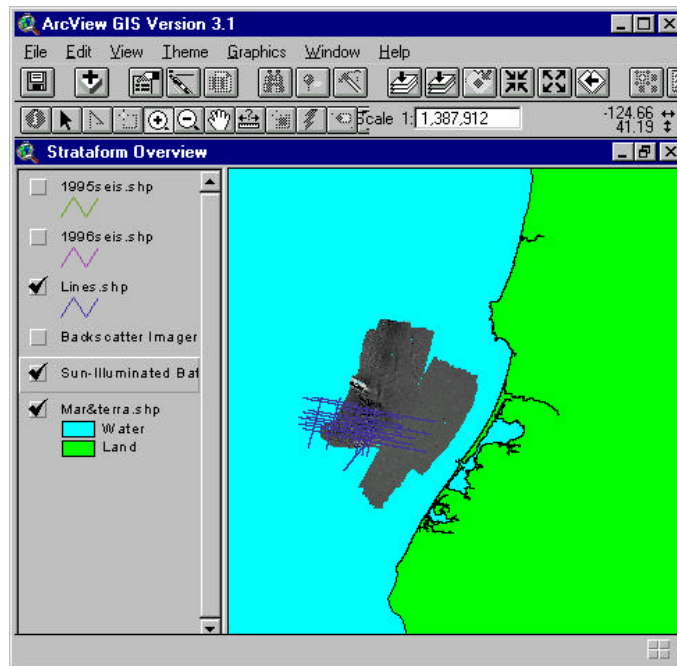 ArcView GIS Version 3.1
File Edit View Theme Graphics Window Help
Scale 1: 1,387,912
-124.66
41.19
Strataform Overview
1995seis.shp
1996seis.shp
Lines.shp
Backscatter Imager
Sun-Illuminated Bat
Mar&terra.shp
Water
Land